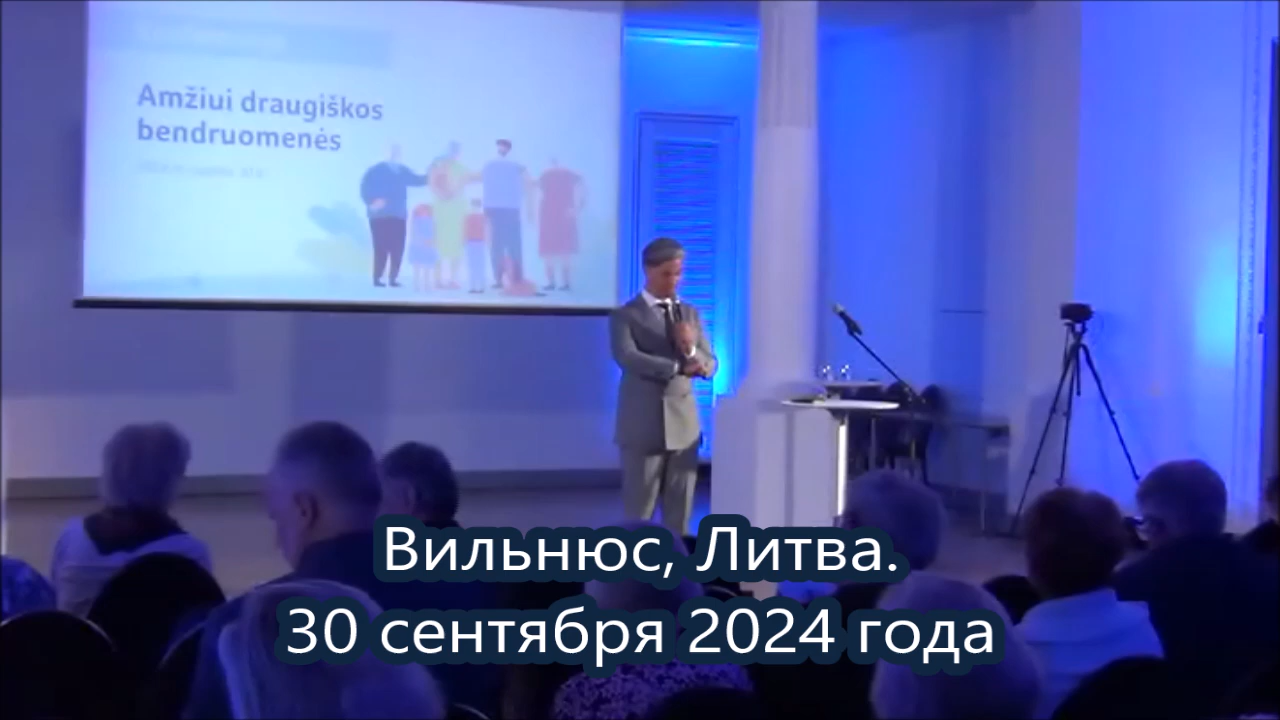 Amžiui draugiškos
bendruomenės
Вильнюс, Литва.
30 сентября 2024 года